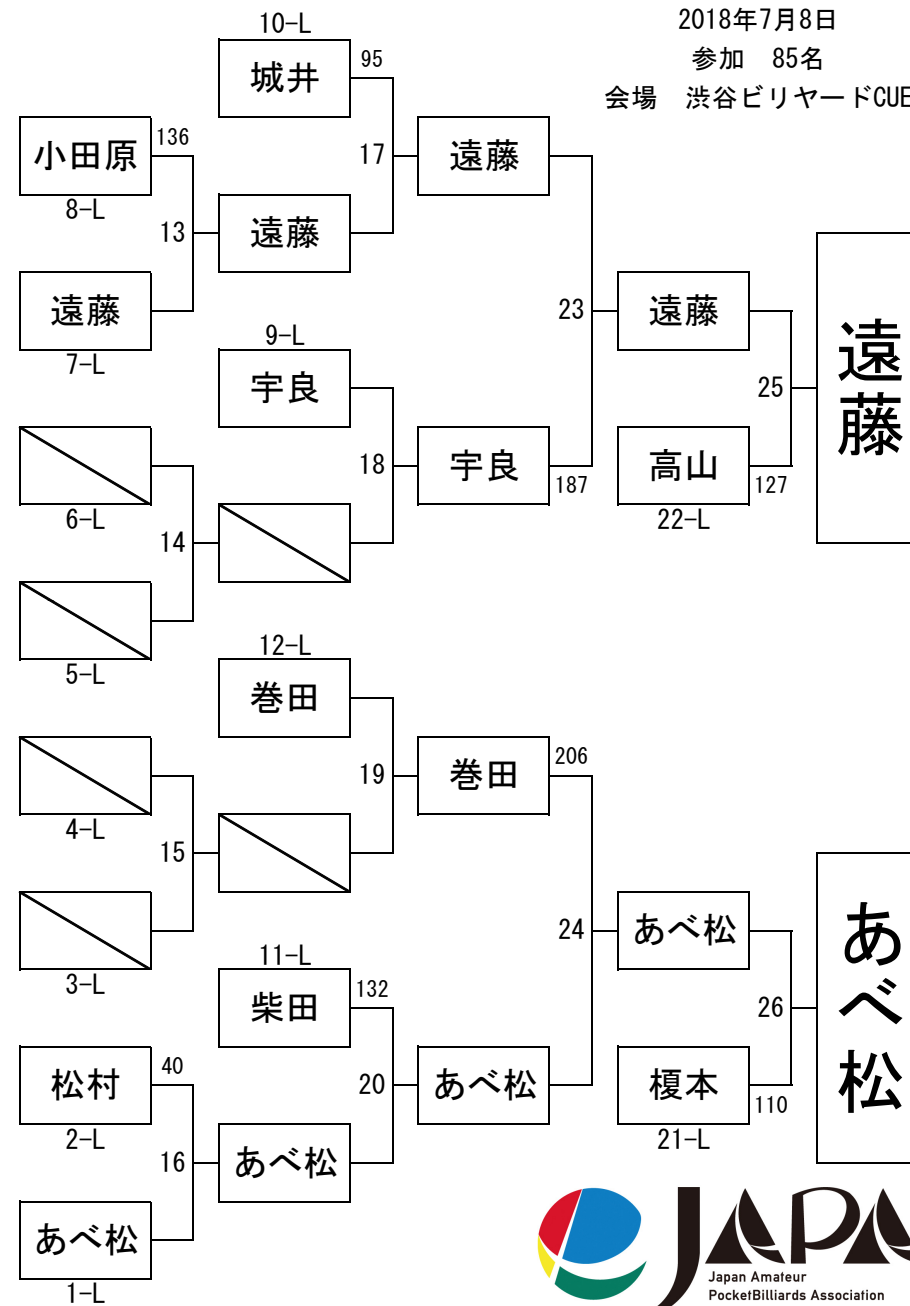 2018年7月8日
参加　85名
会場　渋谷ビリヤードCUE
10-L
城井
95
小田原
136
8-L
17
遠藤
13
遠藤
遠藤
7-L
23
遠藤
遠藤
9-L
宇良
25
18
宇良
187
高山
127
22-L
6-L
14
5-L
12-L
巻田
19
巻田
206
4-L
15
3-L
24
あべ松
あべ松
11-L
柴田
132
26
松村
40
2-L
20
あべ松
榎本
110
21-L
16
あべ松
あべ松
1-L
JAPA
Japan Amateur
PocketBilliards Association